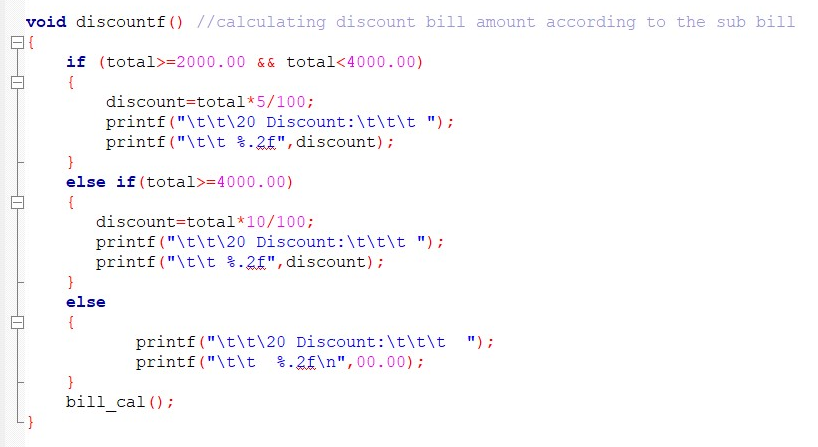 void discountf() //calculating discount bill amount according to the sub bill
{
if (total>=2000.00 && total<4000.00)
{
discount=total*5/100;
printf("\t\t\20 Discount:\t\t\t ");
printf("\t\t %.2f",discount);
}
else if(total>=4000.00)
{
discount=total*10/100;
printf("\t\t\20 Discount:\t\t\t ");
printf("\t\t %.2f",discount);
}
else
{
printf("\t\t\20 Discount:\t\t\t  ");
printf("\t\t  %.2f\n",00.00);
}
bill_cal();
}